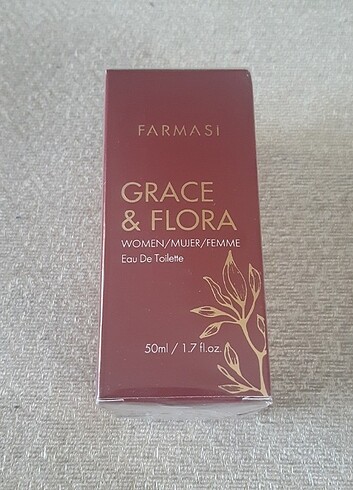 FARMASI
GRACE
& FLORA
WOMEN/MUJER/FEMME
Eau De Toilette
50ml / 1.7 fl.oz.